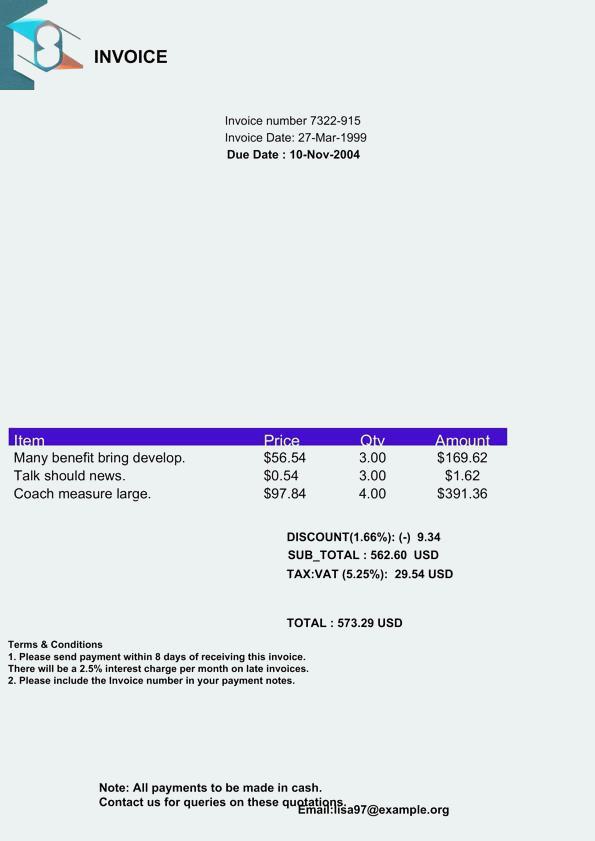 INVOICE
Invoice number 7322-915
Invoice Date: 27-Mar-1999
Due Date : 10-Nov-2004
Item Price Qty Amount
Many benefit bring develop. $56.54 3.00 $169.62
Talk should news. $0.54 3.00 $1.62
Coach measure large. $97.84 4.00 $391.36
DISCOUNT(1.66%): (-) 9.34
SUB_TOTAL : 562.60 USD
TAX:VAT (5.25%): 29.54 USD
TOTAL : 573.29 USD
Terms & Conditions
1. Please send payment within 8 days of receiving this invoice.
There will be a 2.5% interest charge per month on late invoices.
2. Please include the Invoice number in your payment notes.
Note: All payments to be made in cash.
Contact us for queries on these quotations.
Email:lisa97@example.org